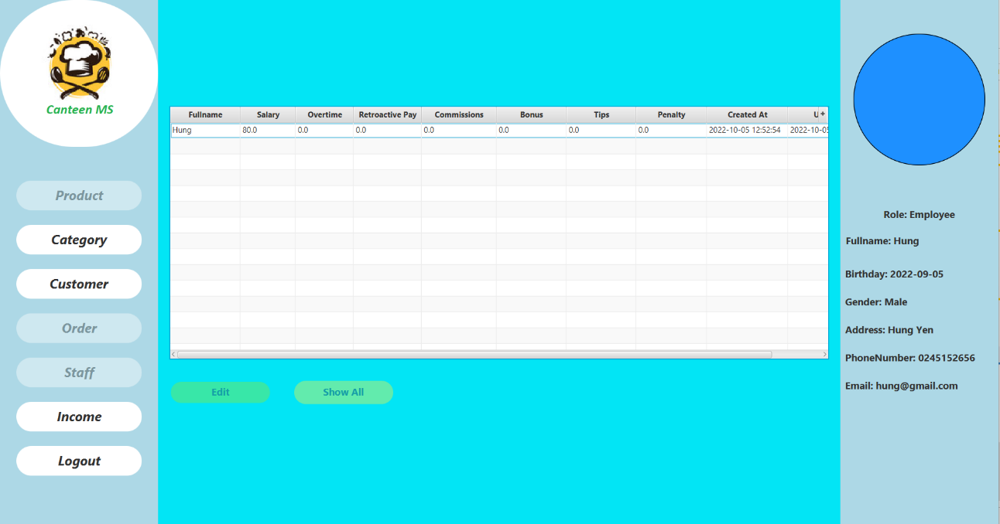 Canteen MS
Product
Category
Customer
Order
Staff
Income
Logout
Fullname Salary Overtime Retroactive Pay Commissions Bonus Tips Penalty Created At U +
Hung 80.0 0.0 0.0 0.0 0.0 0.0 0.0 2022-10-05 12:52:54 2022-10-05
Edit Show All
Role: Employee
Fullname: Hung
Birthday: 2022-09-05
Gender: Male
Address: Hung Yen
PhoneNumber: 0245152656
Email: hung@gmail.com